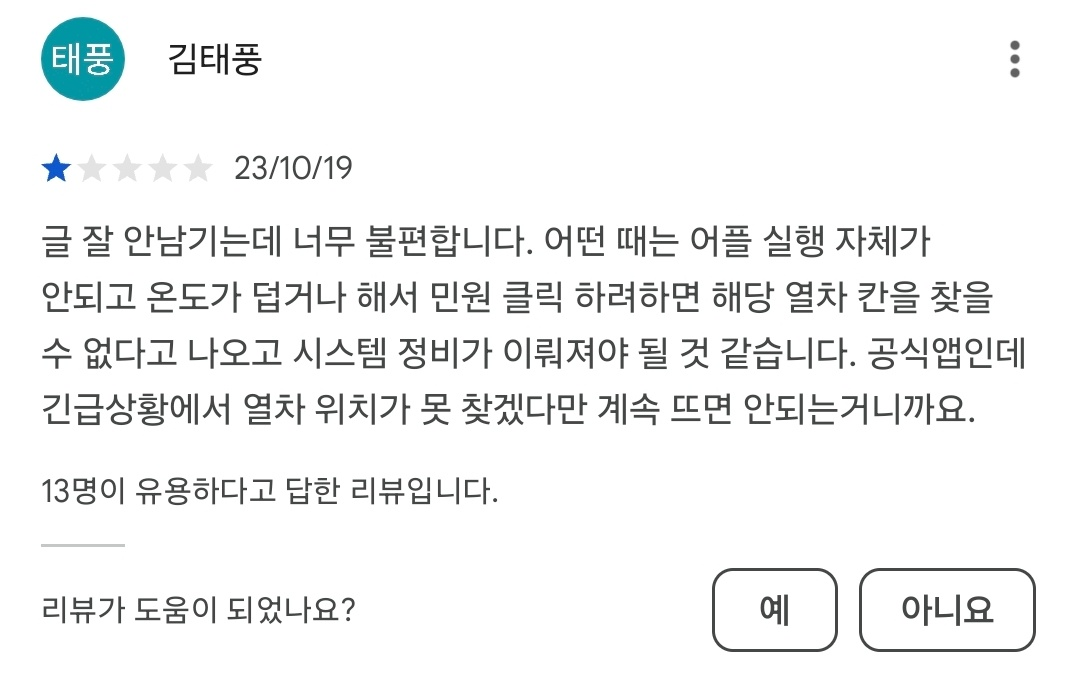 태풍 김태풍
23/10/19
글 잘 안남기는데 너무 불편합니다. 어떤 때는 어플 실행 자체가
안되고 온도가 덥거나 해서 민원 클릭 하려하면 해당 열차 칸을 찾을
수 없다고 나오고 시스템 정비가 이뤄져야 될 것 같습니다. 공식앱인데
긴급상황에서 열차 위치가 못 찾겠다만 계속 뜨면 안되는거니까요.
13명이 유용하다고 답한 리뷰입니다.
리뷰가 도움이 되었나요? 예 아니요